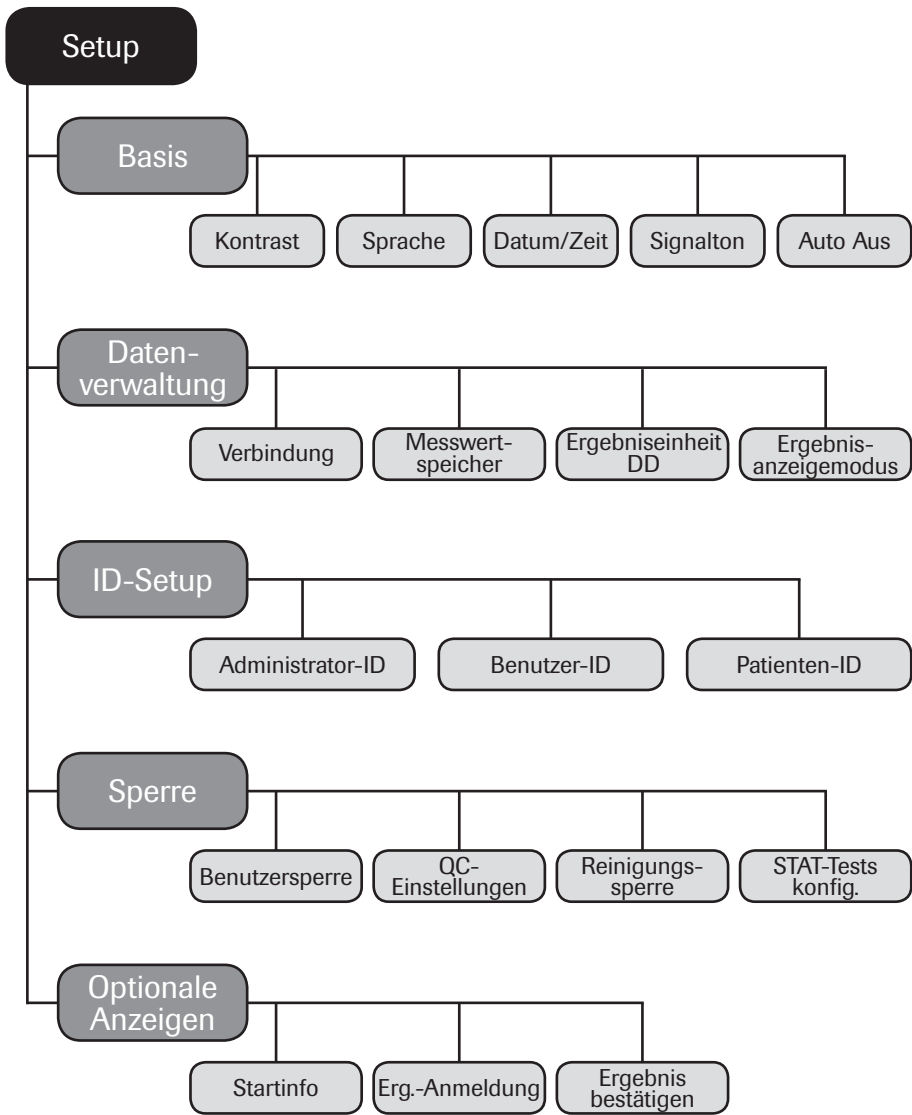 Setup
Basis
Kontrast
Sprache
Datum/Zeit
Signalton
Auto Aus
Daten-
verwaltung
Verbindung
Messwert-
speicher
Ergebniseinheit
DD
Ergebnis-
anzeigemodus
ID-Setup
Administrator-ID
Benutzer-ID
Patienten-ID
Sperre
Benutzersperre
QC-
Einstellungen
Reinigungs-
sperre
STAT-Tests
konfig.
Optionale
Anzeigen
Startinfo
Erg.-Anmeldung
Ergebnis
bestätigen